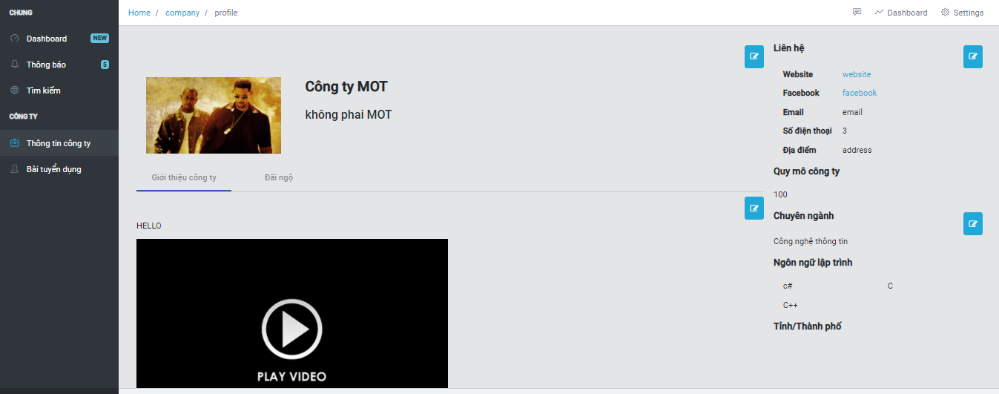 CHUNG
Dashboard NEW
Thông báo 5
Tìm kiếm
CÔNG TY
Thông tin công ty
Bài tuyển dụng
Home / company / profile
Dashboard Settings
Công ty MOT
không phai MOT
Giới thiệu công ty Đãi ngộ
HELLO
PLAY VIDEO
Liên hệ
Website website
Facebook facebook
Email email
Số điện thoại 3
Địa điểm address
Quy mô công ty
100
Chuyên ngành
Công nghệ thông tin
Ngôn ngữ lập trình
c# C
C++
Tỉnh/Thành phố